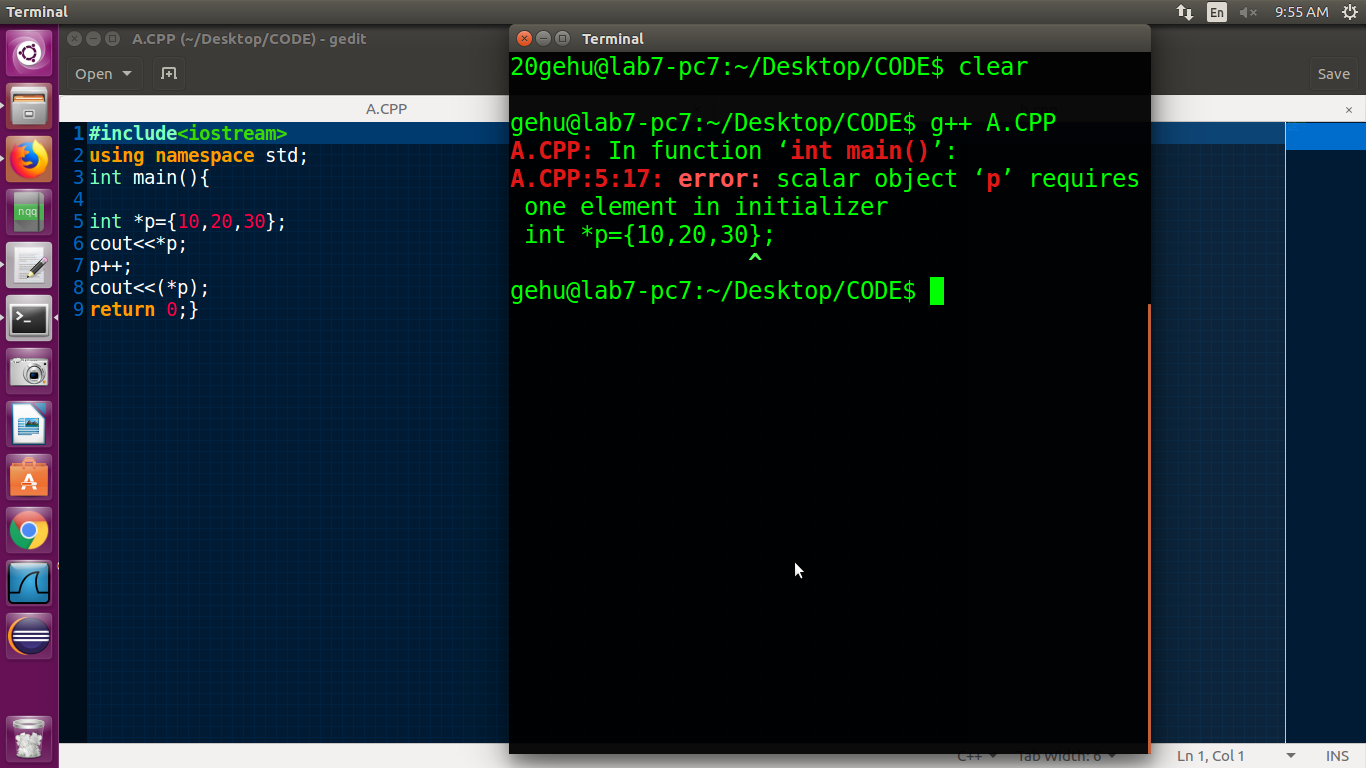 Terminal
En
9:55 AM
A.CPP (~/Desktop/CODE) - gedit
Open
Save
A.CPP
1 #include<iostream>
2 using namespace std;
3 int main(){
4
5 int *p={10,20,30};
6 cout<<*p;
7 p++;
8 cout<<(*p);
9 return 0;}
Terminal
20gehu@lab7-pc7:~/Desktop/CODE$ clear
gehu@lab7-pc7:~/Desktop/CODE$ g++ A.CPP
A.CPP: In function ‘int main()’:
A.CPP:5:17: error: scalar object ‘p’ requires
one element in initializer
int *p={10,20,30};
^
gehu@lab7-pc7:~/Desktop/CODE$
nqq
C++
Tab Width:
Ln 1, Col 1
INS